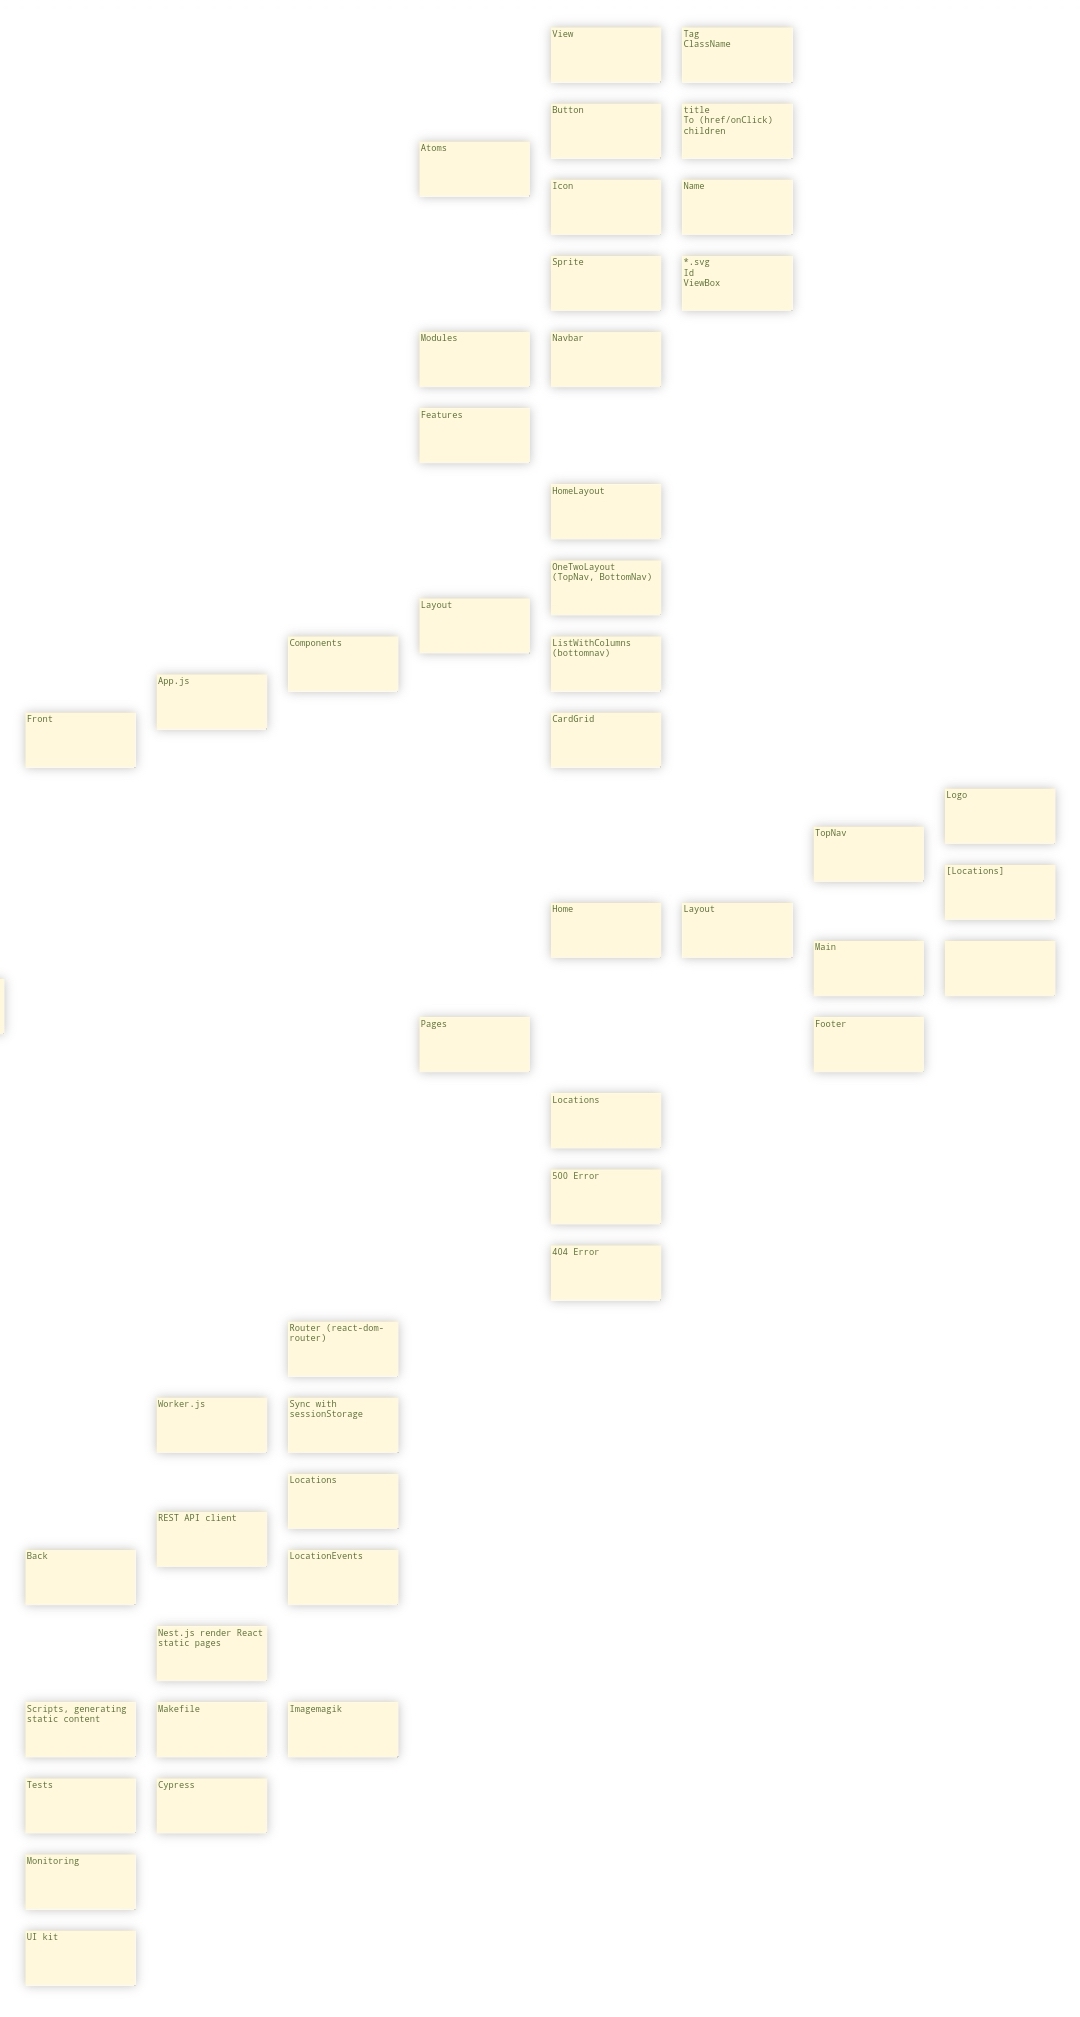 View
Tag
ClassName
Button
title
To (href/onClick)
children
Atoms
Icon
Name
Sprite
*.svg
Id
ViewBox
Modules
Navbar
Features
HomeLayout
OneTwoLayout
(TopNav, BottomNav)
Layout
Components
ListWithColumns
(bottomnav)
App.js
Front
CardGrid
Logo
TopNav
[Locations]
Home
Layout
Main
Pages
Footer
Locations
500 Error
404 Error
Router (react-dom-
router)
Worker.js
Sync with
sessionStorage
Locations
REST API client
Back
LocationEvents
Nest.js render React
static pages
Scripts, generating
static content
Makefile
Imagemagik
Tests
Cypress
Monitoring
UI kit